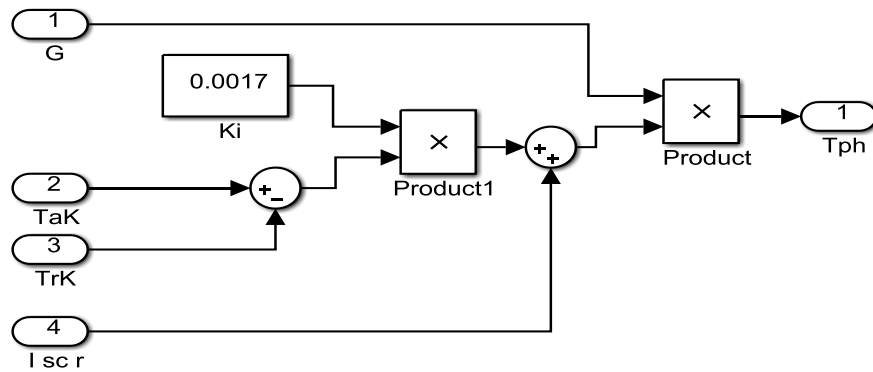 1
G
0.0017
Ki
×
Product1
+
+
×
Product
1
Tph
2
TaK
+
−
3
TrK
4
I sc r